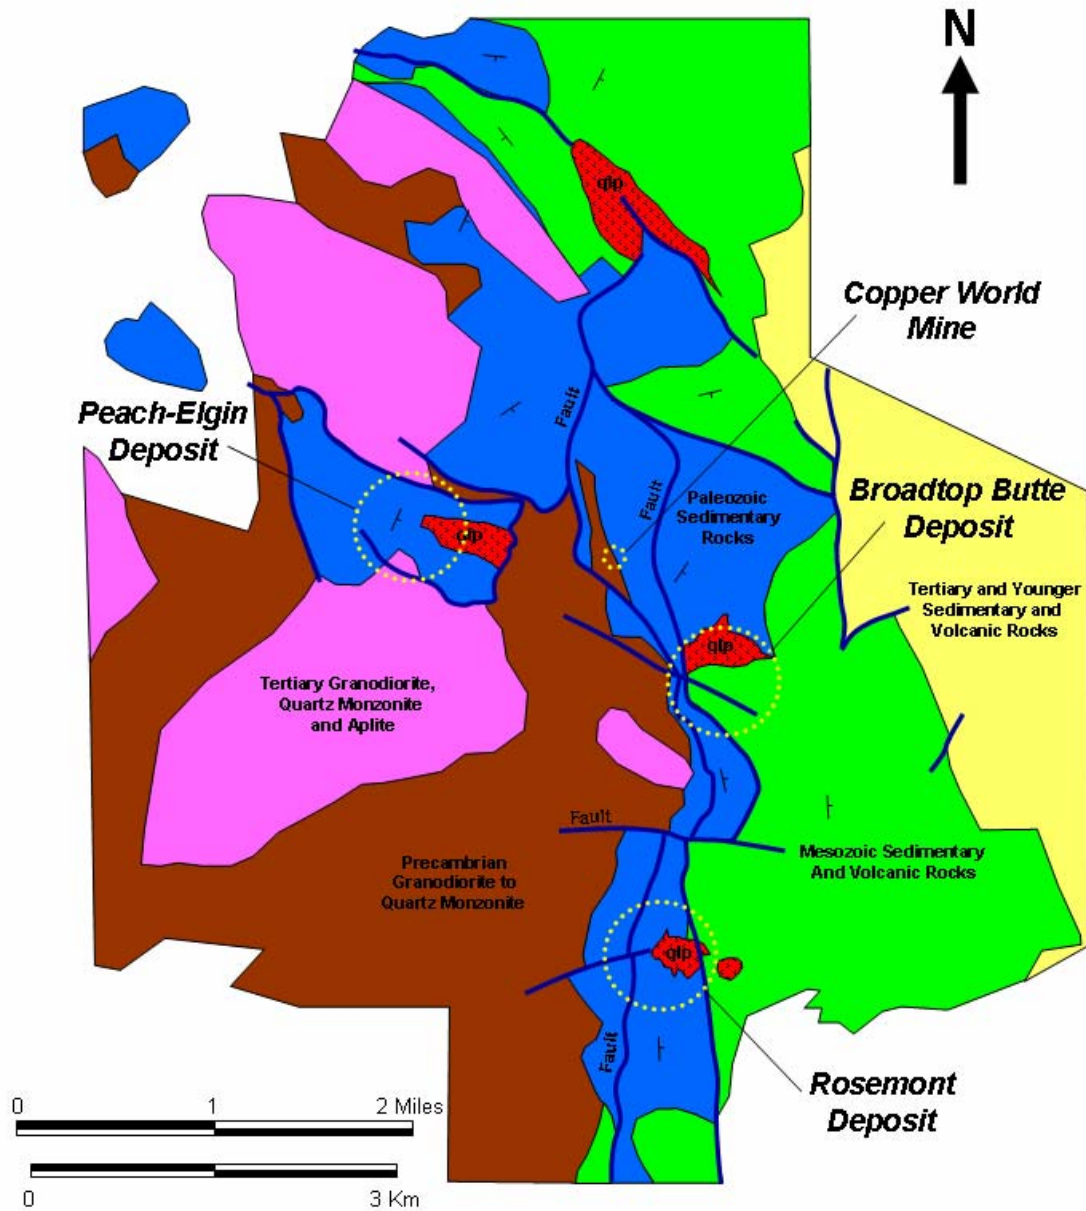 N
qlp
Copper World
Mine
Peach-Elgin
Deposit
Fault
Fault
Paleozoic
Sedimentary
Rocks
Broadtop Butte
Deposit
qlp
Tertiary and Younger
Sedimentary and
Volcanic Rocks
qlp
Tertiary Granodiorite,
Quartz Monzonite
and Aplite
Fault
Mesozoic Sedimentary
And Volcanic Rocks
Precambrian
Granodiorite to
Quartz Monzonite
qlp
Fault
Rosemont
Deposit
0 1 2 Miles
0 3 Km